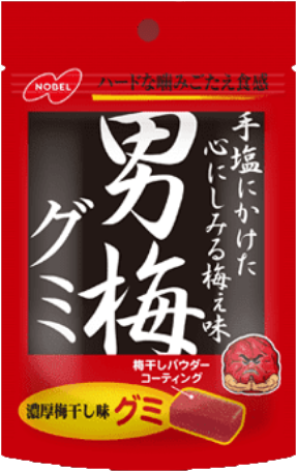 NOBEL
ハードな噛みごたえ食感
手塩にかけた
心にしみる梅ぇ味
男梅
グミ
梅干しパウダー
コーティング
濃厚梅干し味 グミ